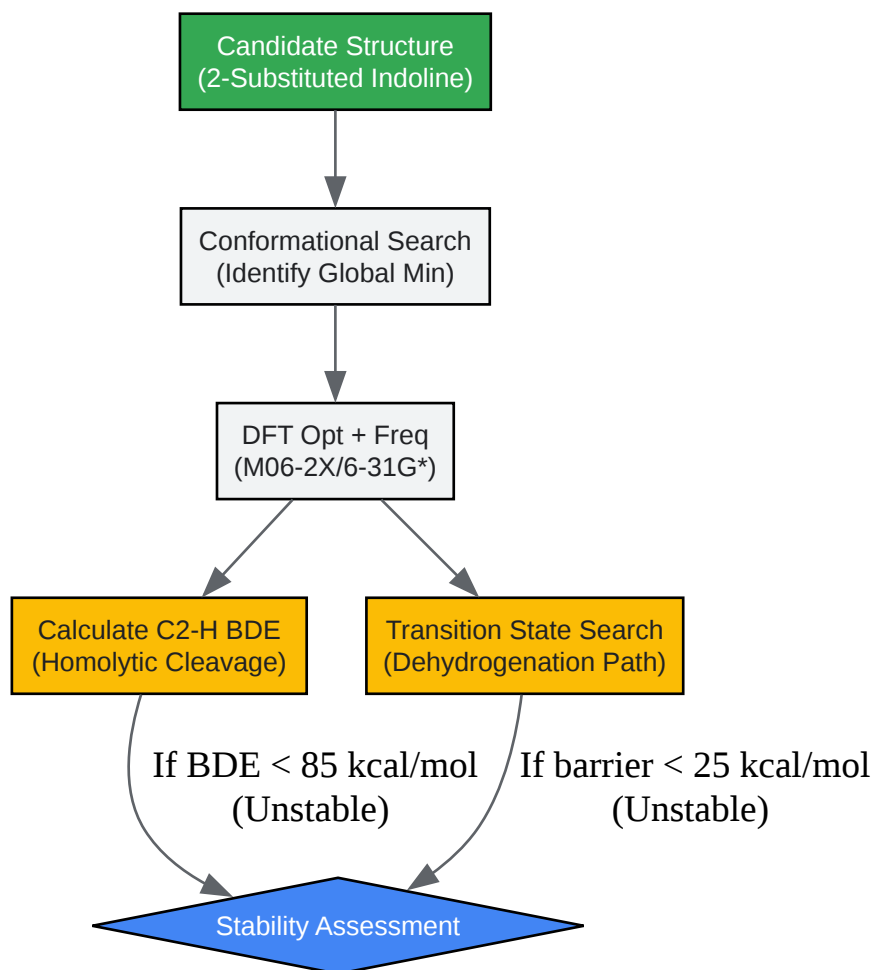 Candidate Structure
(2-Substituted Indoline)
Conformational Search
(Identify Global Min)
DFT Opt + Freq
(M06-2X/6-31G*)
Calculate C2-H BDE
(Homolytic Cleavage)
Transition State Search
(Dehydrogenation Path)
If BDE < 85 kcal/mol
(Unstable)
If barrier < 25 kcal/mol
(Unstable)
Stability Assessment